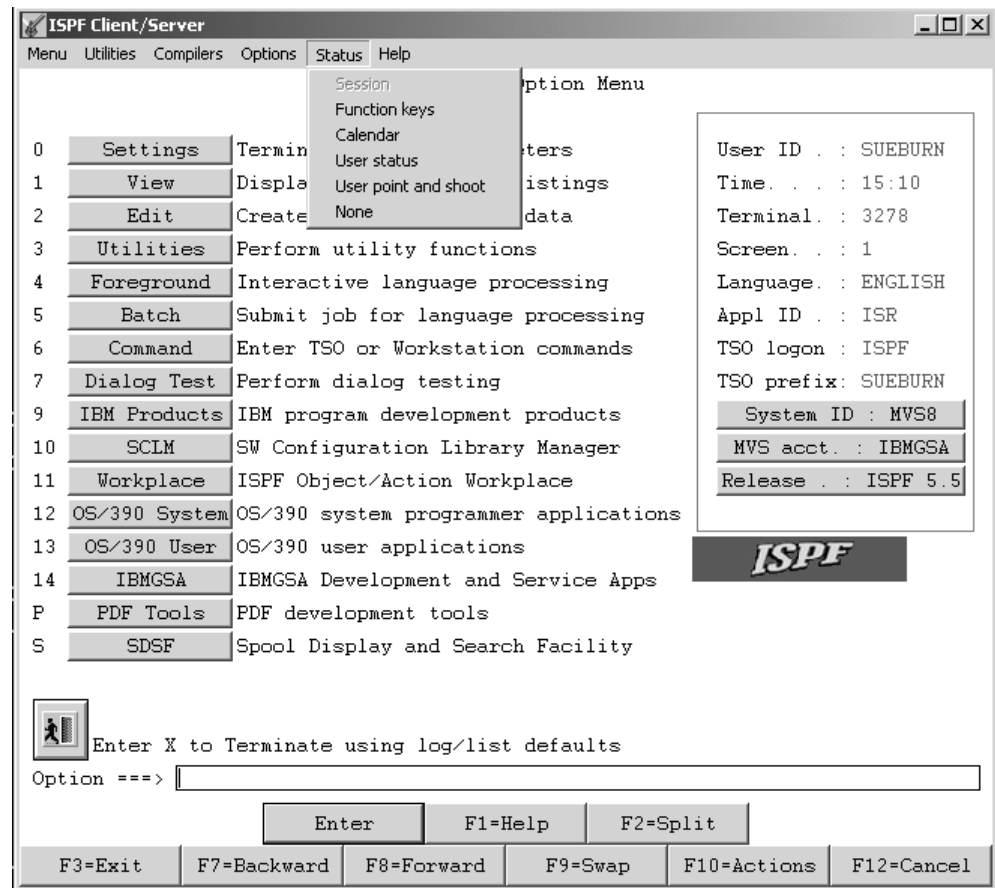 ISPF Client/Server
Menu Utilities Compilers Options Status Help
Session
Function keys
Calendar
User status
User point and shoot
None
ption Menu
0 Settings Termin ters
1 View Displa istings
2 Edit Create data
3 Utilities Perform utility functions
4 Foreground Interactive language processing
5 Batch Submit job for language processing
6 Command Enter TSO or Workstation commands
7 Dialog Test Perform dialog testing
9 IBM Products IBM program development products
10 SCLM SW Configuration Library Manager
11 Workplace ISPF Object/Action Workplace
12 OS/390 System OS/390 system programmer applications
13 OS/390 User OS/390 user applications
14 IBMGSA IBMGSA Development and Service Apps
P PDF Tools PDF development tools
S SDSF Spool Display and Search Facility
User ID . : SUEBURN
Time. . . : 15:10
Terminal. : 3278
Screen. . : 1
Language. : ENGLISH
Appl ID . : ISR
TSO logon : ISPF
TSO prefix: SUEBURN
System ID : MVS8
MVS acct. : IBMGSA
Release . : ISPF 5.5
ISPF
Enter X to Terminate using log/list defaults
Option ===>
Enter F1=Help F2=Split
F3=Exit F7=Backward F8=Forward F9=Swap F10=Actions F12=Cancel